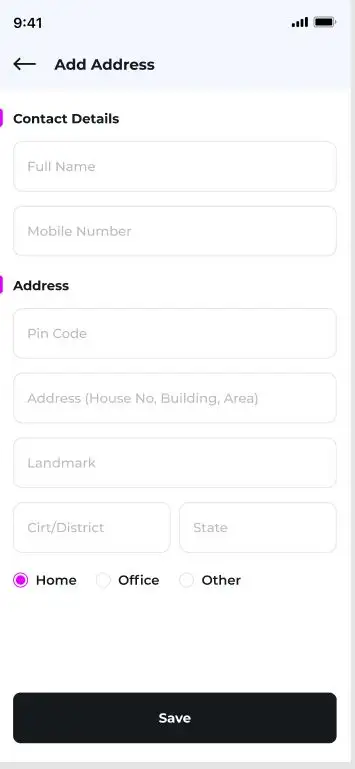 9:41
Add Address
Contact Details
Full Name
Mobile Number
Address
Pin Code
Address (House No, Building, Area)
Landmark
Cirt/District State
Home Office Other
Save